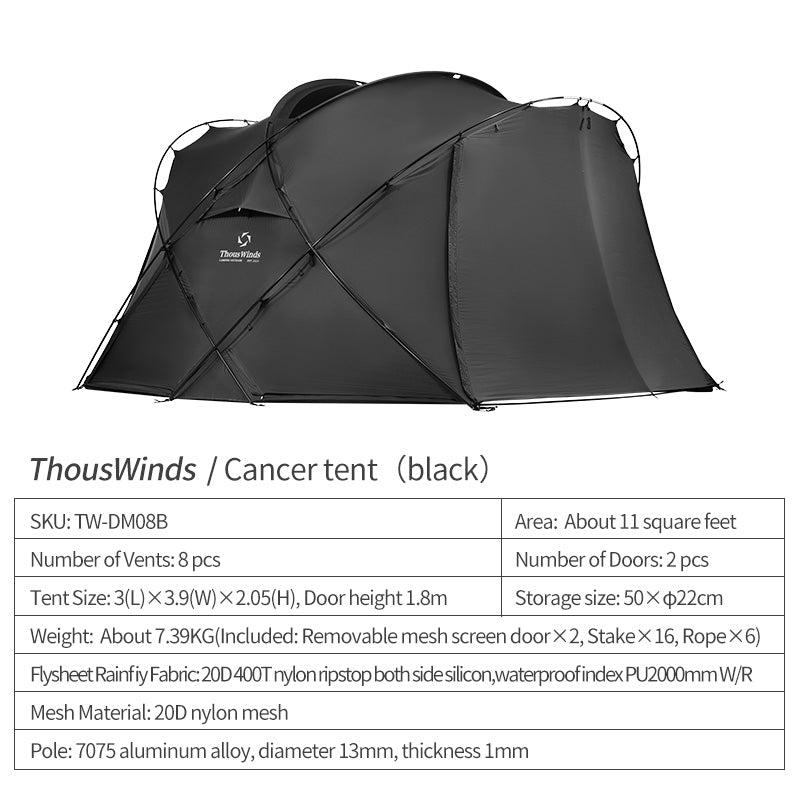 ThousWinds
CAMPING OUTDOOR
ThousWinds / Cancer tent（black）
SKU: TW-DM08B
Area: About 11 square feet
Number of Vents: 8 pcs
Number of Doors: 2 pcs
Tent Size: 3(L)×3.9(W)×2.05(H), Door height 1.8m
Storage size: 50×φ22cm
Weight: About 7.39KG(Included: Removable mesh screen door×2, Stake×16, Rope×6)
Flysheet Rainfiy Fabric: 20D 400T nylon ripstop both side silicon,waterproof index PU2000mm W/R
Mesh Material: 20D nylon mesh
Pole: 7075 aluminum alloy, diameter 13mm, thickness 1mm